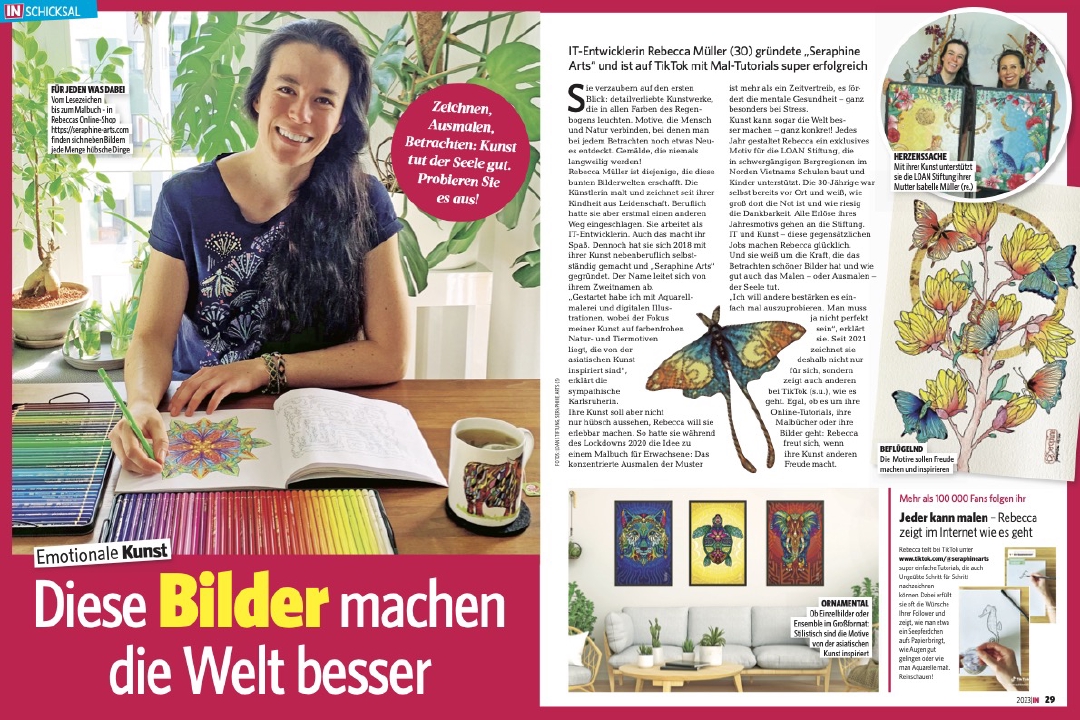 IN SCHICKSAL
FÜR JEDEN WAS DABEI
Vom Lesezeichen
bis zum Malbuch - in
Rebeccas Online-Shop
https://seraphine-arts.com
finden sich neben Bildern
jede Menge hübsche Dinge
Zeichnen,
Ausmalen,
Betrachten: Kunst
tut der Seele gut.
Probieren Sie
es aus!
Emotionale Kunst
Diese Bilder machen
die Welt besser
IT-Entwicklerin Rebecca Müller (30) gründete „Seraphine
Arts“ und ist auf TikTok mit Mal-Tutorials super erfolgreich
Sie verzaubern auf den ersten
Blick: detailverliebte Kunstwerke,
die in allen Farben des Regen-
bogens leuchten. Motive, die Mensch
und Natur verbinden, bei denen man
bei jedem Betrachten noch etwas Neu-
es entdeckt. Gemälde, die niemals
langweilig werden!
Rebecca Müller ist diejenige, die diese
bunten Bilderwelten erschafft. Die
Künstlerin malt und zeichnet seit ihrer
Kindheit aus Leidenschaft. Beruflich
hatte sie aber erstmal einen anderen
Weg eingeschlagen. Sie arbeitet als
IT-Entwicklerin. Auch das macht ihr
Spaß. Dennoch hat sie sich 2018 mit
ihrer Kunst nebenberuflich selbst-
ständig gemacht und „Seraphine Arts“
gegründet. Der Name leitet sich von
ihrem Zweitnamen ab.
„Gestartet habe ich mit Aquarell-
malerei und digitalen Illus-
trationen, wobei der Fokus
meiner Kunst auf farbenfrohen
Natur- und Tiermotiven
liegt, die von der
asiatischen Kunst
inspiriert sind“,
erklärt die
sympathische
Karlsruherin.
Ihre Kunst soll aber nicht
nur hübsch aussehen, Rebecca will sie
erlebbar machen. So hatte sie während
des Lockdowns 2020 die Idee zu
einem Malbuch für Erwachsene: Das
konzentrierte Ausmalen der Muster
ist mehr als ein Zeitvertreib, es för-
dert die mentale Gesundheit – ganz
besonders bei Stress.
Kunst kann sogar die Welt bes-
ser machen – ganz konkret! Jedes
Jahr gestaltet Rebecca ein exklusives
Motiv für die LOAN Stiftung, die
in schwergängigen Bergregionen im
Norden Vietnams Schulen baut und
Kinder unterstützt. Die 30-Jährige war
selbst bereits vor Ort und weiß, wie
groß dort die Not ist und wie riesig
die Dankbarkeit. Alle Erlöse ihres
Jahresmotivs gehen an die Stiftung.
IT und Kunst – diese gegensätzlichen
Jobs machen Rebecca glücklich.
Und sie weiß um die Kraft, die das
Betrachten schöner Bilder hat und wie
gut auch das Malen – oder Ausmalen –
der Seele tut.
„Ich will andere bestärken es ein-
fach mal auszuprobieren. Man muss
ja nicht perfekt
sein“, erklärt
sie. Seit 2021
zeichnet sie
deshalb nicht nur
für sich, sondern
zeigt auch anderen
bei TikTok (s.u.), wie es
geht. Egal, ob es um ihre
Online-Tutorials, ihre
Malbücher oder ihre
Bilder geht: Rebecca
freut sich, wenn
ihre Kunst anderen
Freude macht.
FOTOS: LOAN STIFTUNG, SERAPHINE ARTS (5)
HERZENSSACHE
Mit ihrer Kunst unterstützt
sie die LOAN Stiftung ihrer
Mutter Isabelle Müller (re.)
BEFLÜGELND
Die Motive sollen Freude
machen und inspirieren
ORNAMENTAL
Ob Einzelbilder oder
Ensemble im Großformat:
Stilistisch sind die Motive
von der asiatischen
Kunst inspiriert
Mehr als 100 000 Fans folgen ihr
Jeder kann malen – Rebecca
zeigt im Internet wie es geht
Rebecca teilt bei TikTok unter
www.tiktok.com/@seraphinearts
super einfache Tutorials, die auch
Ungeübte Schritt für Schritt
nachzeichnen
können. Dabei erfüllt
sie oft die Wünsche
ihrer Follower und
zeigt, wie man etwa
ein Seepferdchen
aufs Papier bringt,
wie Augen gut
gelingen oder wie
man Aquarelle malt.
Reinschauen!
2023|IN 29